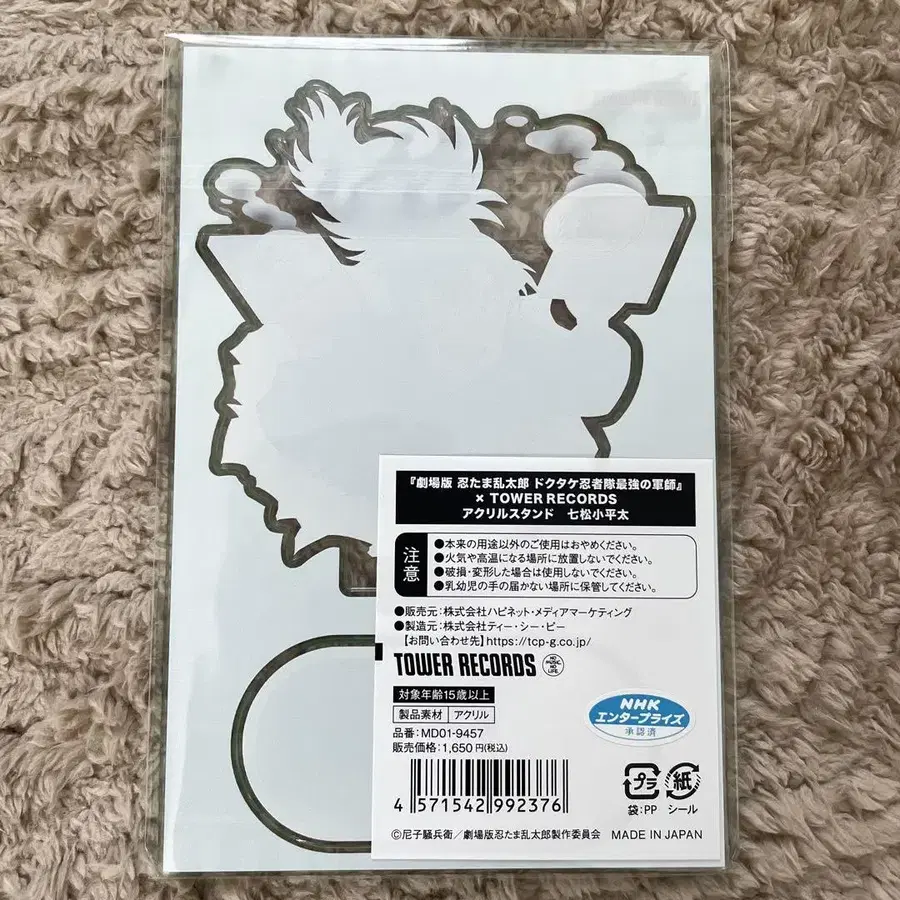 『劇場版 忍たま乱太郎 ドクタケ忍者隊最強の軍師』
× TOWER RECORDS
アクリルスタンド 七松小平太
注意
●本来の用途以外のご使用はおやめください。
●火気や高温になる場所に放置しないでください。
●破損・変形した場合は使用しないでください。
●乳幼児の手の届かない場所に保管してください。
●販売元：株式会社ハピネット・メディアマーケティング
●製造元：株式会社ティー・シー・ピー
【お問い合わせ先】https://tcp-g.co.jp/
TOWER RECORDS NO MUSIC NO LIFE
対象年齢15歳以上
製品素材 アクリル
品番：MD01-9457
販売価格：1,650円(税込)
NHK
エンタープライズ
承認済
プラ 紙
袋：PP シール
4 571542 992376
©尼子騒兵衛／劇場版忍たま乱太郎製作委員会 MADE IN JAPAN